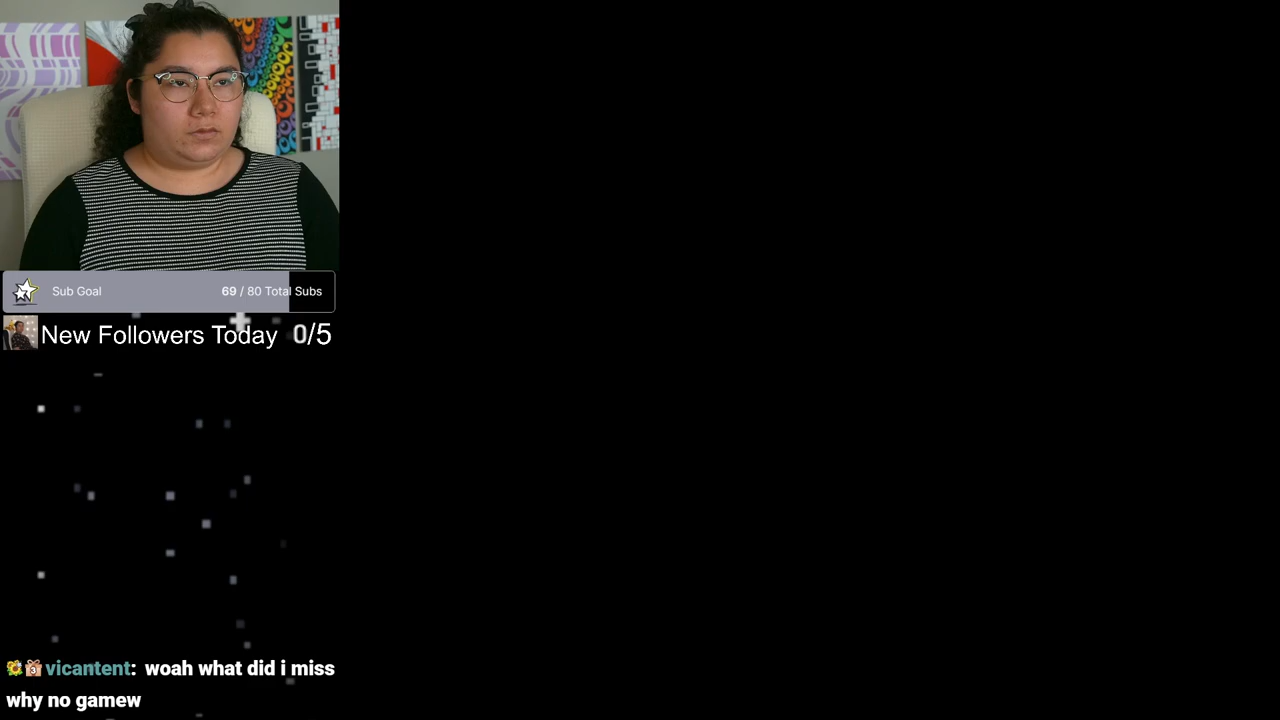 Sub Goal 69 / 80 Total Subs
New Followers Today 0/5
vicantent: woah what did i miss
why no gamew